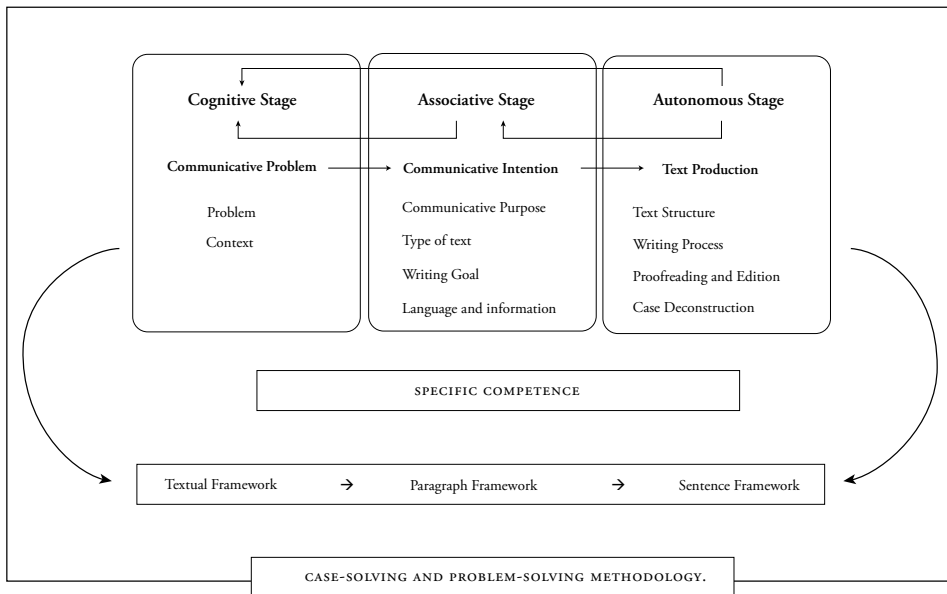 Cognitive Stage
Associative Stage
Autonomous Stage
Communicative Problem
Communicative Intention
Text Production
Problem
Context
Communicative Purpose
Type of text
Writing Goal
Language and information
Text Structure
Writing Process
Proofreading and Edition
Case Deconstruction
SPECIFIC COMPETENCE
Textual Framework → Paragraph Framework → Sentence Framework
CASE-SOLVING AND PROBLEM-SOLVING METHODOLOGY.